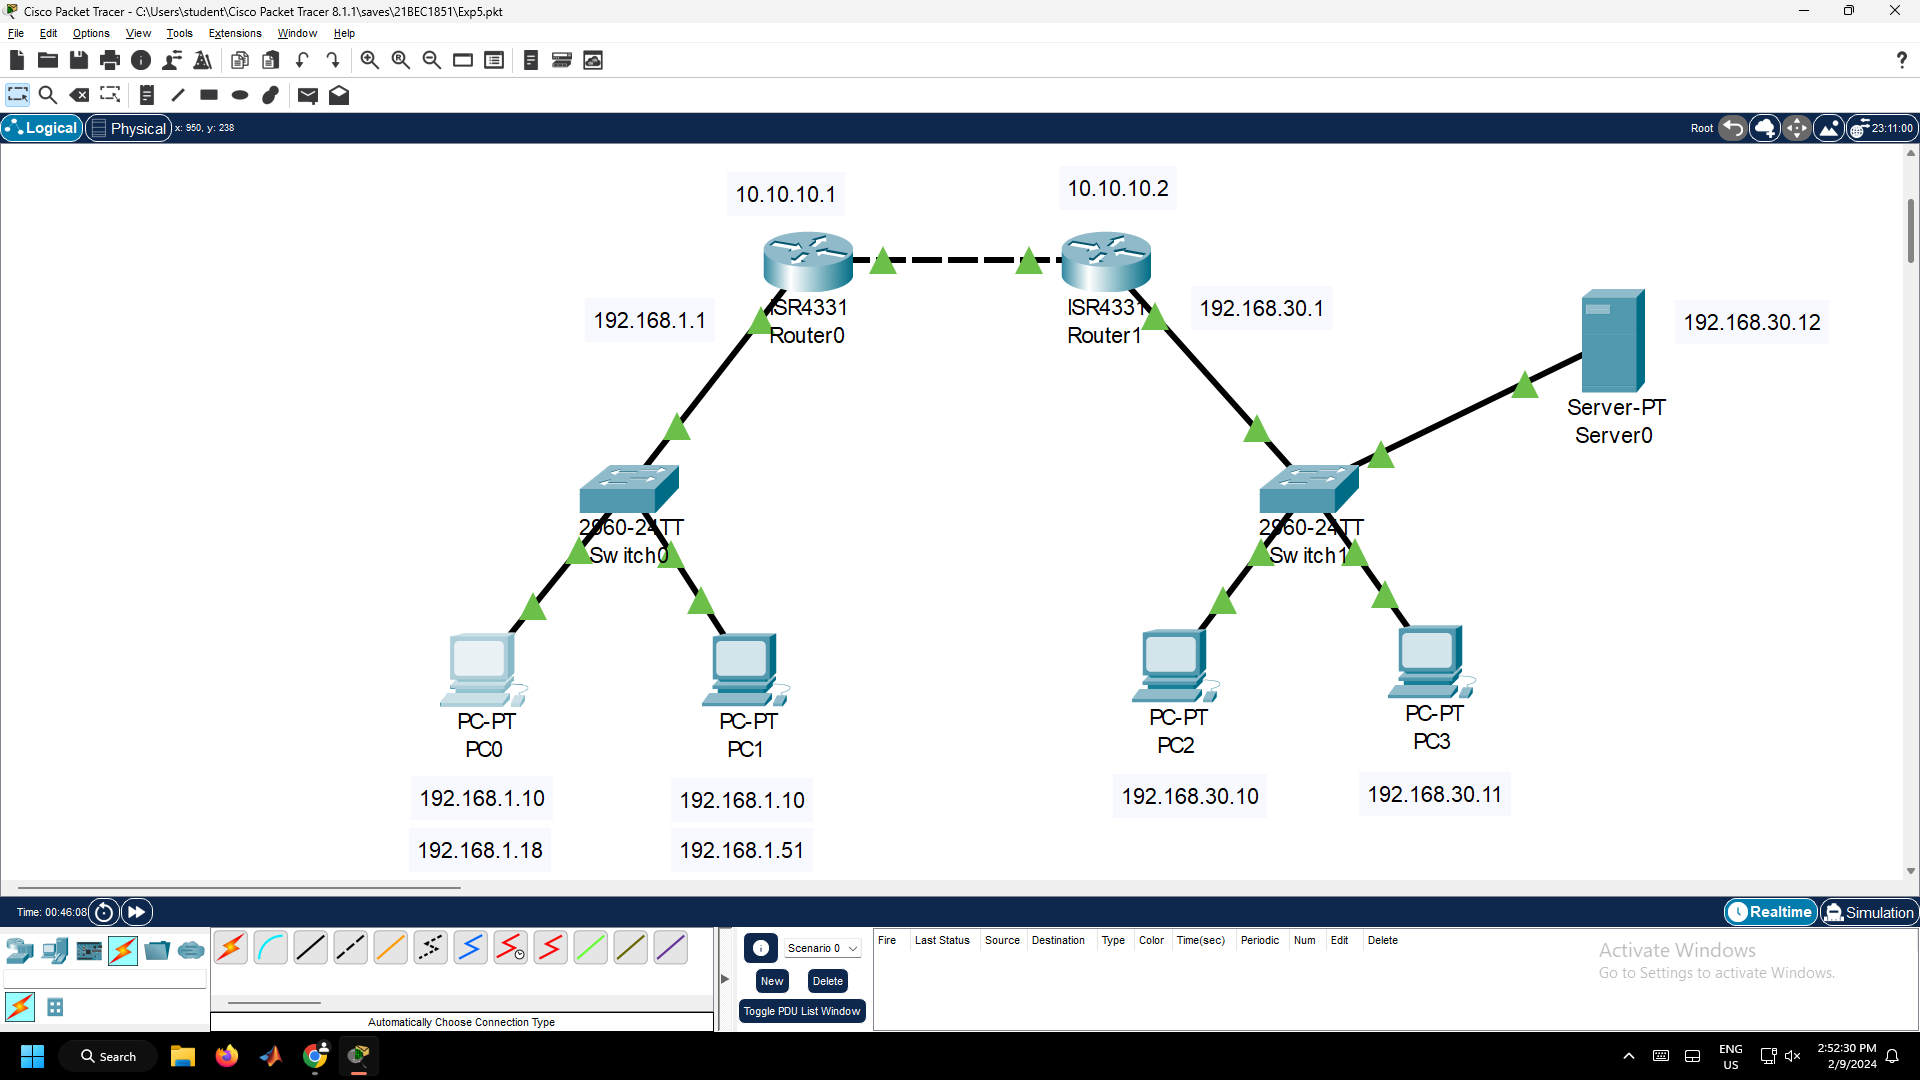 Cisco Packet Tracer - C:\Users\student\Cisco Packet Tracer 8.1.1\saves\21BEC1851\Exp5.pkt
File Edit Options View Tools Extensions Window Help
?
Logical Physical x: 950, y: 238 Root 23:11:00
10.10.10.1
10.10.10.2
192.168.1.1
ISR4331
Router0
ISR4331
Router1
192.168.30.1
192.168.30.12
Server-PT
Server0
2960-24TT
Switch0
2960-24TT
Switch1
PC-PT
PC0
PC-PT
PC1
PC-PT
PC2
PC-PT
PC3
192.168.1.10
192.168.1.10
192.168.30.10
192.168.30.11
192.168.1.18
192.168.1.51
Time: 00:46:08 Realtime Simulation
Scenario 0
New Delete
Toggle PDU List Window
Fire Last Status Source Destination Type Color Time(sec) Periodic Num Edit Delete
Activate Windows
Go to Settings to activate Windows.
Automatically Choose Connection Type
Search
ENG
US
2:52:30 PM
2/9/2024